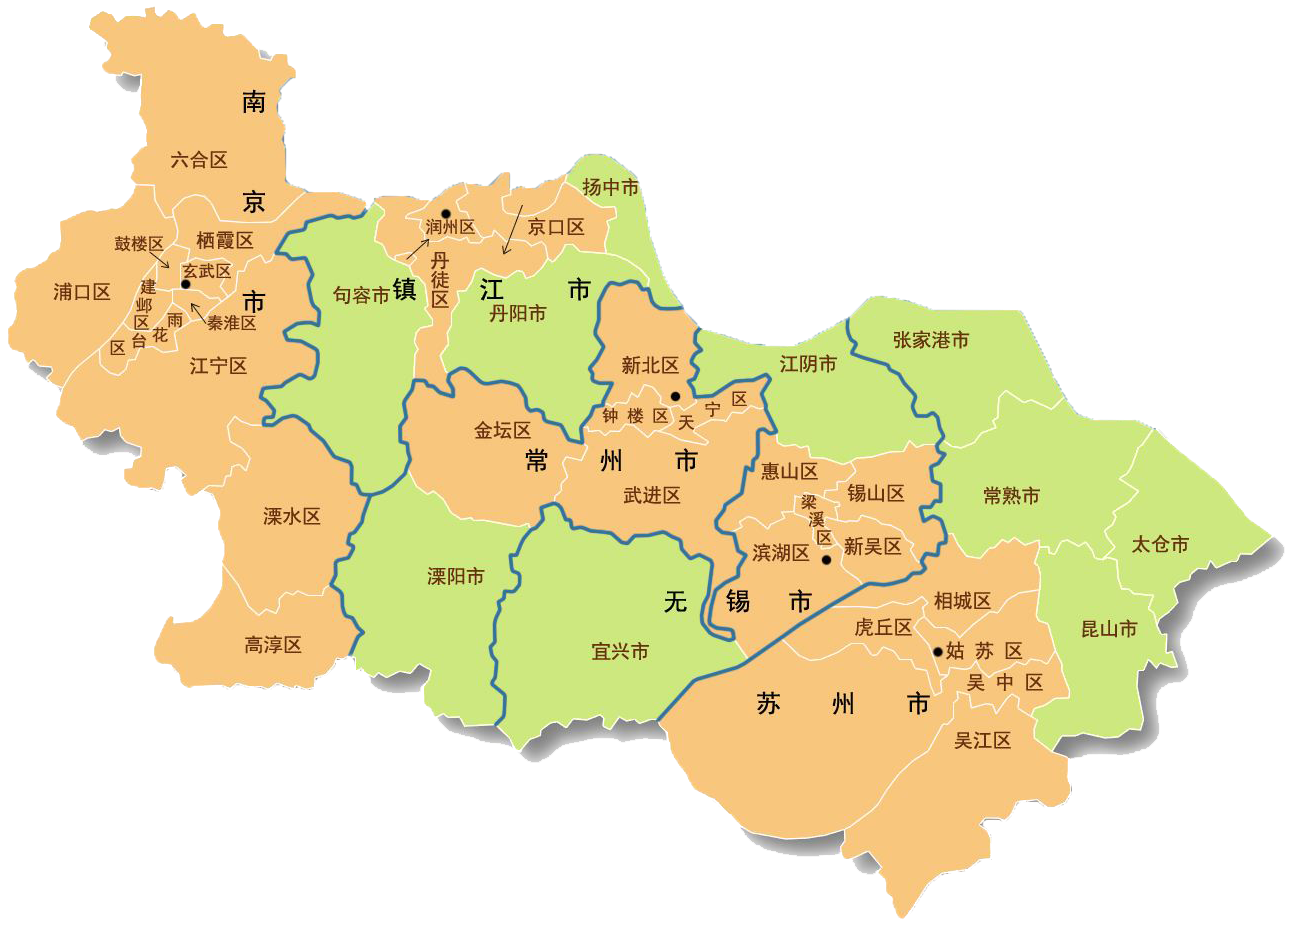 南京市
六合区
栖霞区
鼓楼区
玄武区
浦口区
建邺区
秦淮区
雨花台区
江宁区
溧水区
高淳区
镇江市
扬中市
润州区
京口区
丹徒区
句容市
丹阳市
常州市
新北区
钟楼区
天宁区
金坛区
武进区
溧阳市
无锡市
江阴市
惠山区
锡山区
梁溪区
滨湖区
新吴区
宜兴市
苏州市
张家港市
常熟市
太仓市
昆山市
相城区
虎丘区
姑苏区
吴中区
吴江区